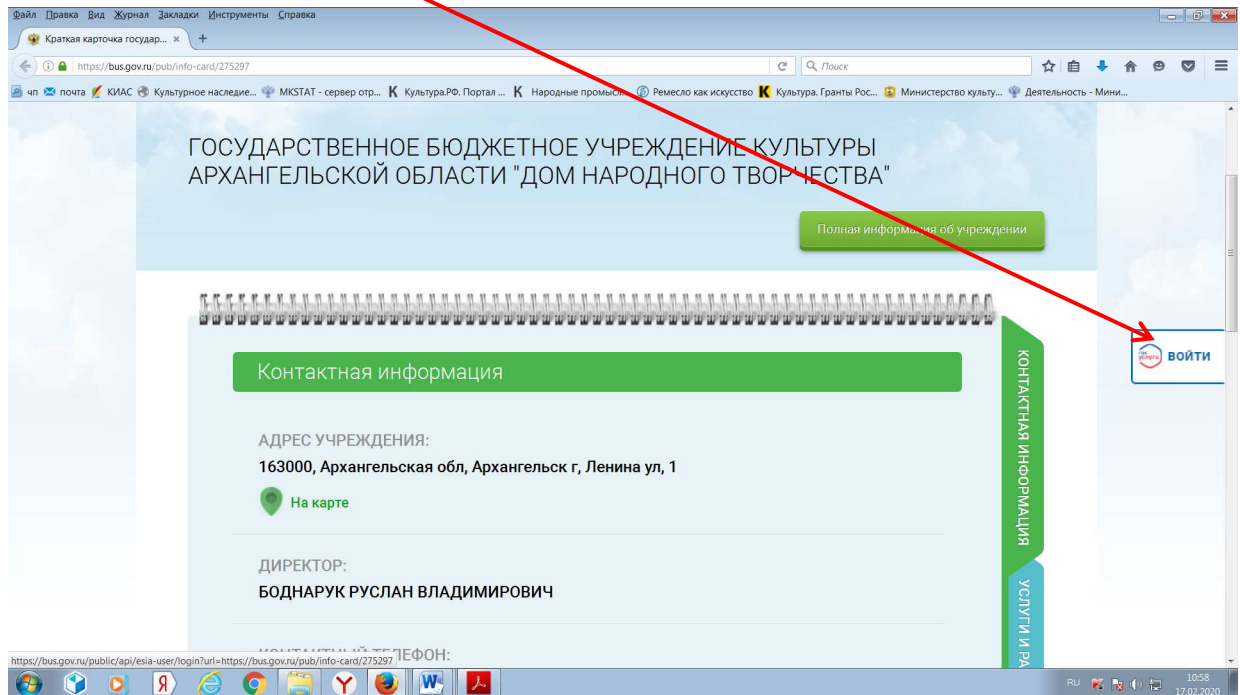 Файл Правка Вид Журнал Закладки Инструменты Справка
Краткая карточка государ... × +
https://bus.gov.ru/pub/info-card/275297
Поиск
чп почта КИАС Культурное наследие... MKSTAT - сервер отр... Культура.РФ. Портал ... Народные промысл... Ремесло как искусство Культура. Гранты Рос... Министерство культу... Деятельность - Мини...
ГОСУДАРСТВЕННОЕ БЮДЖЕТНОЕ УЧРЕЖДЕНИЕ КУЛЬТУРЫ
АРХАНГЕЛЬСКОЙ ОБЛАСТИ "ДОМ НАРОДНОГО ТВОРЧЕСТВА"
Полная информация об учреждении
услуги ВОЙТИ
Контактная информация
КОНТАКТНАЯ ИНФОРМАЦИЯ
АДРЕС УЧРЕЖДЕНИЯ:
163000, Архангельская обл, Архангельск г, Ленина ул, 1
На карте
ДИРЕКТОР:
БОДНАРУК РУСЛАН ВЛАДИМИРОВИЧ
УСЛУГИ И РА
КОНТАКТНЫЙ ТЕЛЕФОН:
https://bus.gov.ru/public/api/esia-user/login?url=https://bus.gov.ru/pub/info-card/275297
RU
10:58
17.02.2020